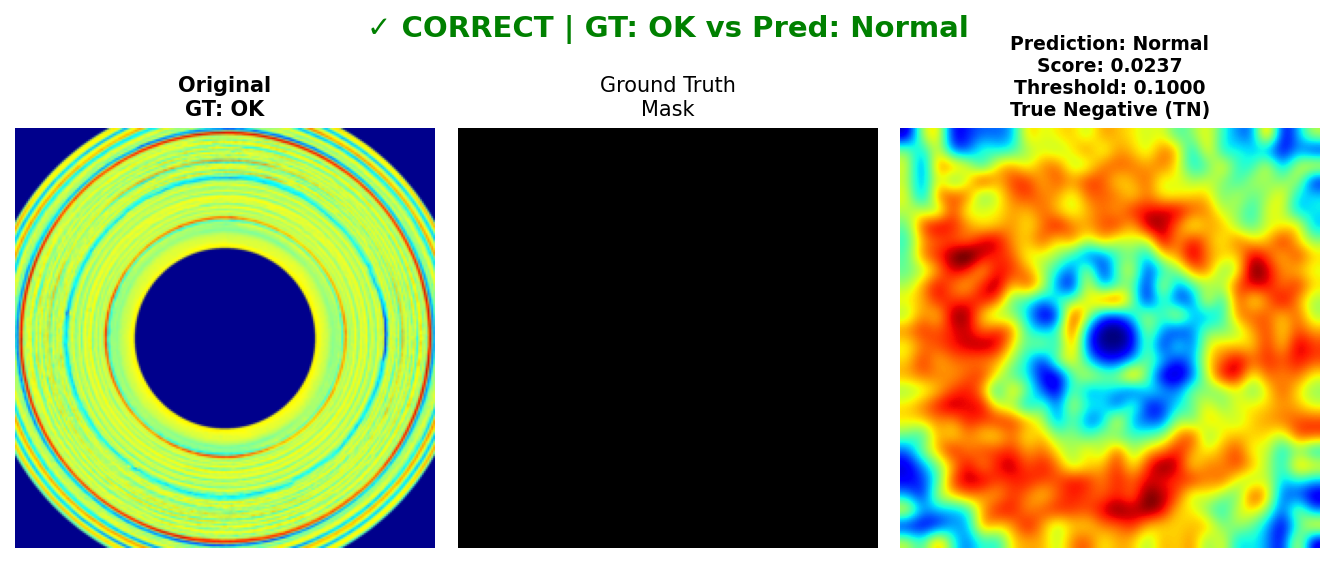 ✓ CORRECT | GT: OK vs Pred: Normal
Original
GT: OK
Ground Truth
Mask
Prediction: Normal
Score: 0.0237
Threshold: 0.1000
True Negative (TN)